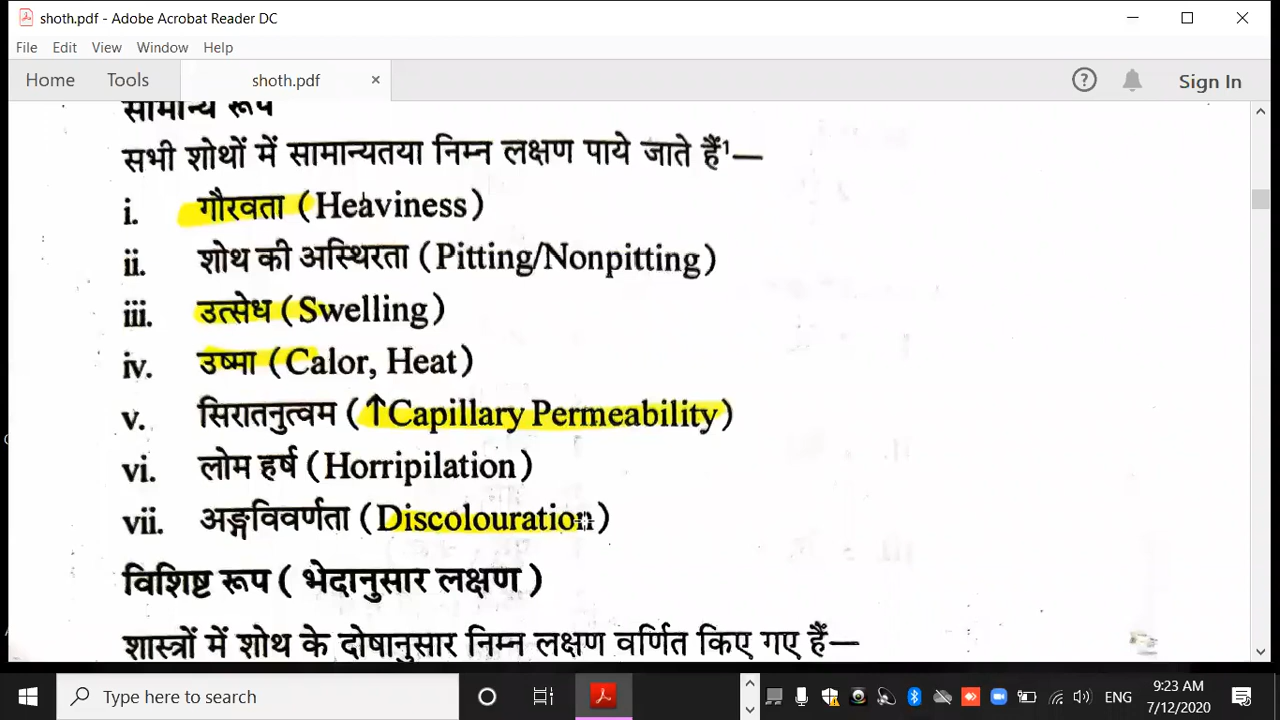 shoth.pdf - Adobe Acrobat Reader DC
File Edit View Window Help
Home Tools shoth.pdf × Sign In
सामान्य रूप
सभी शोथों में सामान्यतया निम्न लक्षण पाये जाते हैं¹—
i. गौरवता (Heaviness)
ii. शोथ की अस्थिरता (Pitting/Nonpitting)
iii. उत्सेध (Swelling)
iv. उष्मा (Calor, Heat)
v. सिरातनुत्वम (↑Capillary Permeability)
vi. लोम हर्ष (Horripilation)
vii. अङ्गविवर्णता (Discolouration)
विशिष्ट रूप ( भेदानुसार लक्षण )
शास्त्रों में शोथ के दोषानुसार निम्न लक्षण वर्णित किए गए हैं—
Type here to search
ENG
9:23 AM
7/12/2020